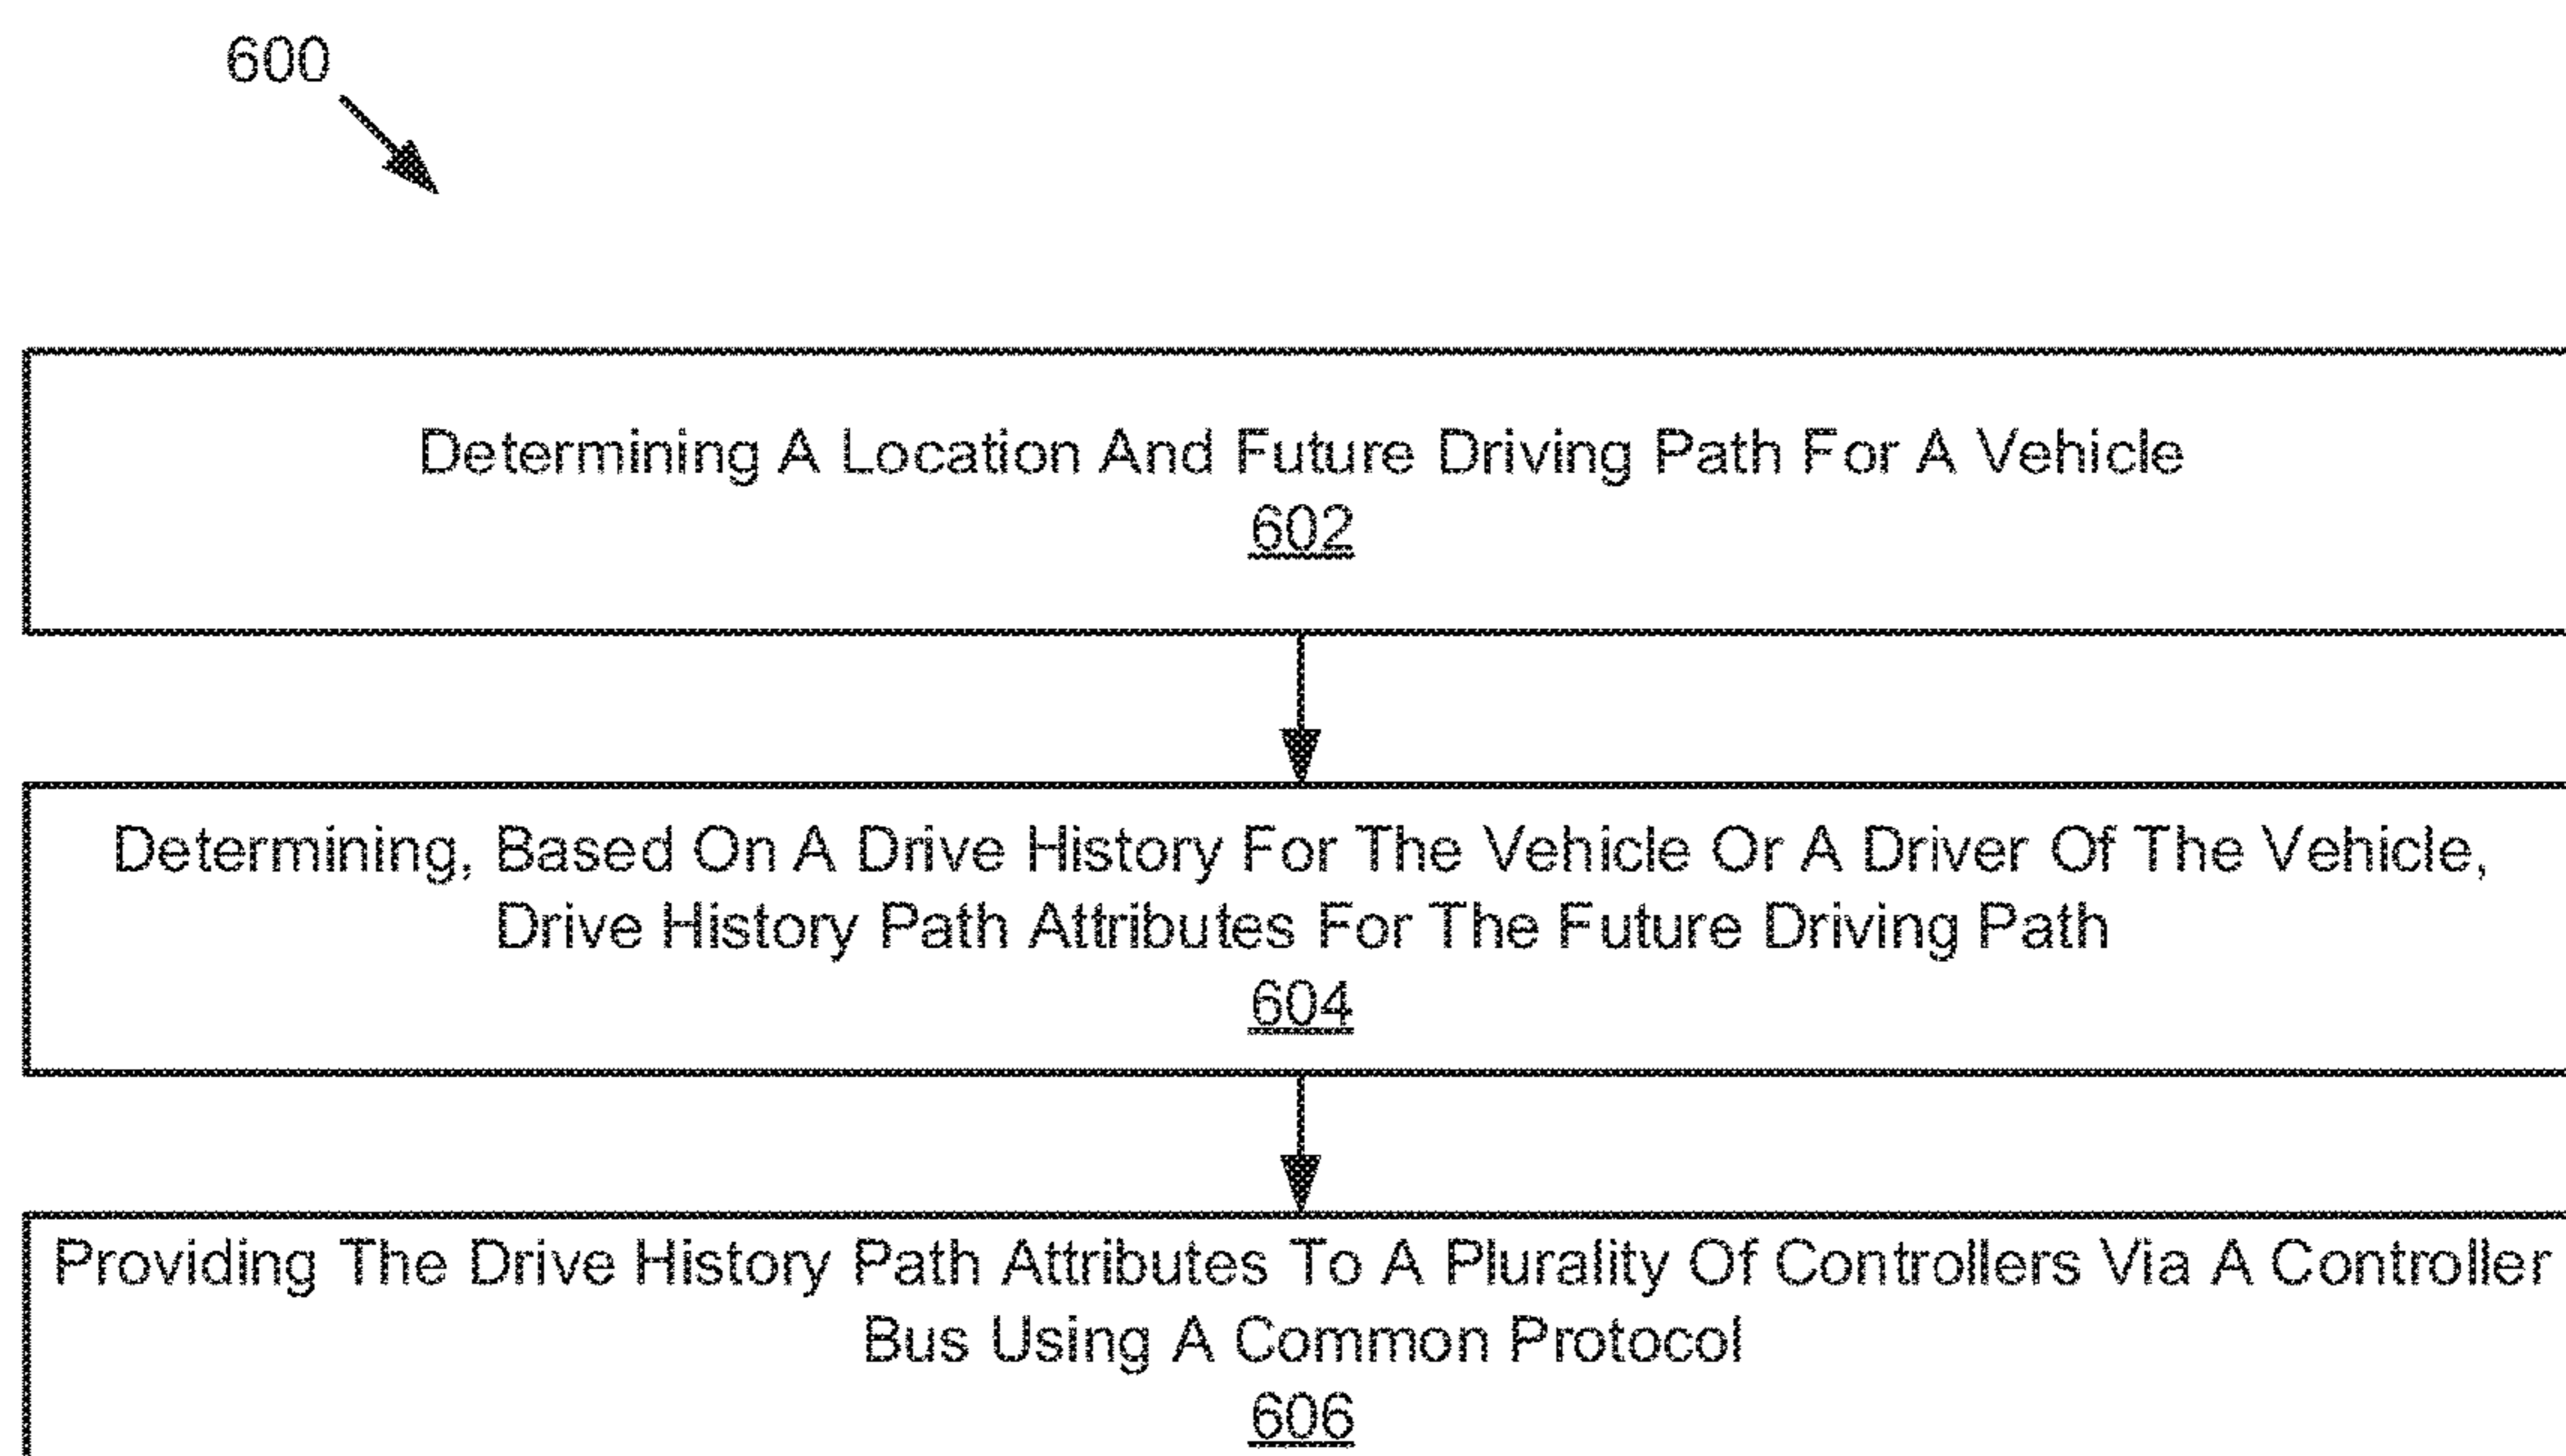 600
Determining A Location And Future Driving Path For A Vehicle
602
Determining, Based On A Drive History For The Vehicle Or A Driver Of The Vehicle,
Drive History Path Attributes For The Future Driving Path
604
Providing The Drive History Path Attributes To A Plurality Of Controllers Via A Controller
Bus Using A Common Protocol
606